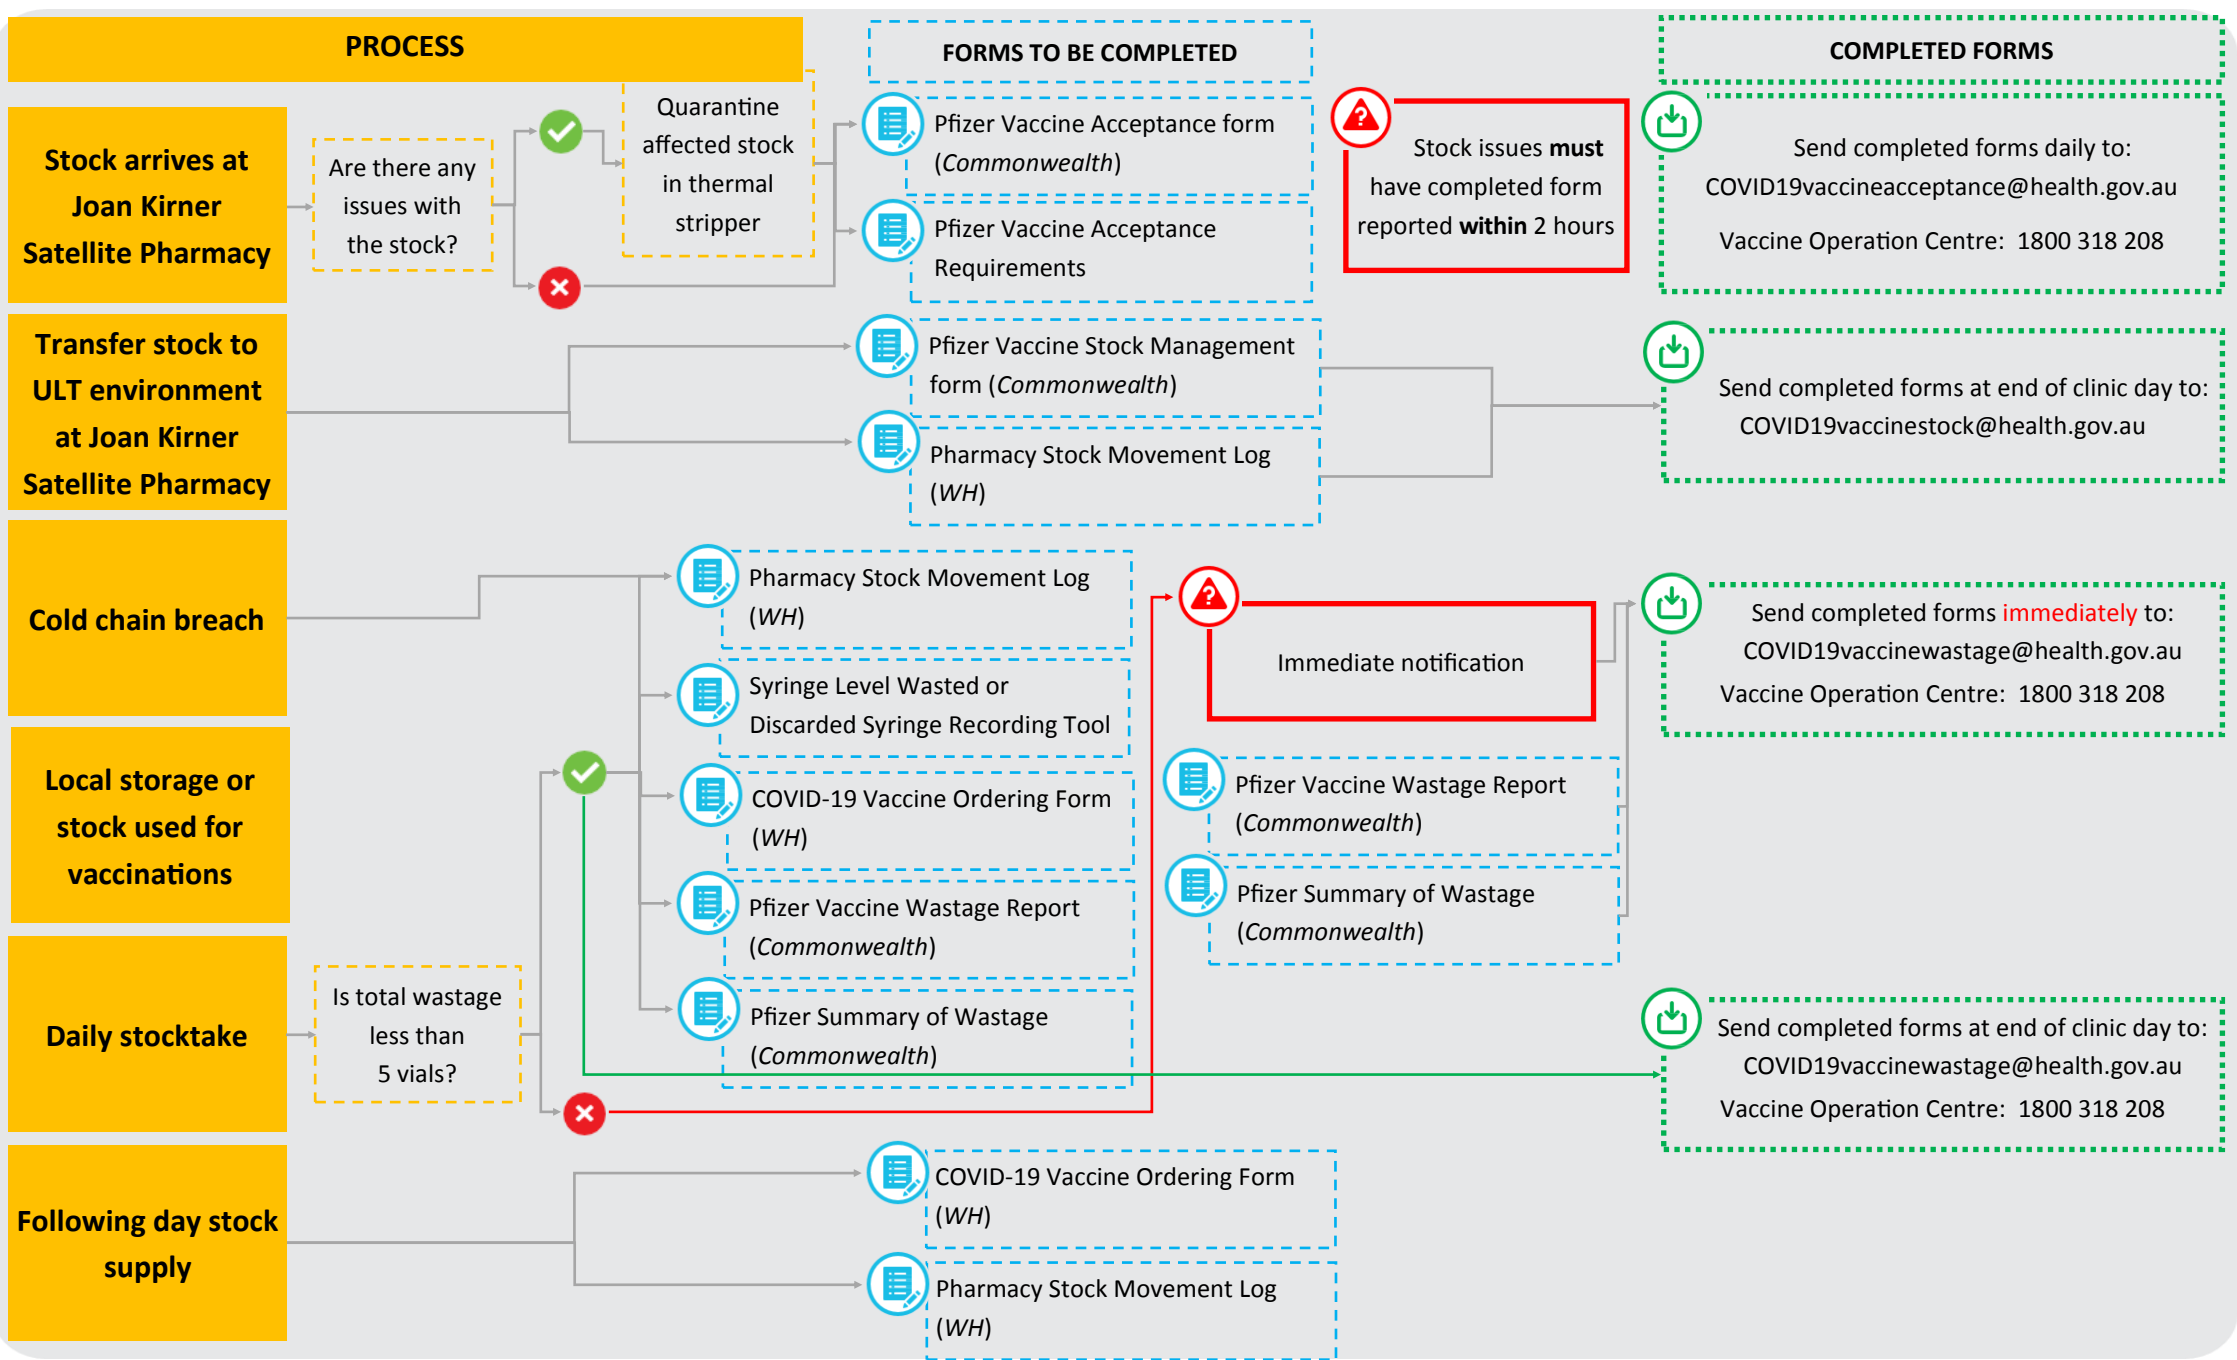 PROCESS
FORMS TO BE COMPLETED
COMPLETED FORMS
Stock arrives at
Joan Kirner
Satellite Pharmacy
Are there any
issues with
the stock?
Quarantine
affected stock
in thermal
stripper
Pfizer Vaccine Acceptance form
(Commonwealth)
Pfizer Vaccine Acceptance
Requirements
Stock issues must
have completed form
reported within 2 hours
Send completed forms daily to:
COVID19vaccineacceptance@health.gov.au
Vaccine Operation Centre: 1800 318 208
Transfer stock to
ULT environment
at Joan Kirner
Satellite Pharmacy
Pfizer Vaccine Stock Management
form (Commonwealth)
Pharmacy Stock Movement Log
(WH)
Send completed forms at end of clinic day to:
COVID19vaccinestock@health.gov.au
Cold chain breach
Pharmacy Stock Movement Log
(WH)
Syringe Level Wasted or
Discarded Syringe Recording Tool
COVID-19 Vaccine Ordering Form
(WH)
Pfizer Vaccine Wastage Report
(Commonwealth)
Pfizer Summary of Wastage
(Commonwealth)
Immediate notification
Pfizer Vaccine Wastage Report
(Commonwealth)
Pfizer Summary of Wastage
(Commonwealth)
Send completed forms immediately to:
COVID19vaccinewastage@health.gov.au
Vaccine Operation Centre: 1800 318 208
Local storage or
stock used for
vaccinations
Daily stocktake
Is total wastage
less than
5 vials?
Send completed forms at end of clinic day to:
COVID19vaccinewastage@health.gov.au
Vaccine Operation Centre: 1800 318 208
Following day stock
supply
COVID-19 Vaccine Ordering Form
(WH)
Pharmacy Stock Movement Log
(WH)